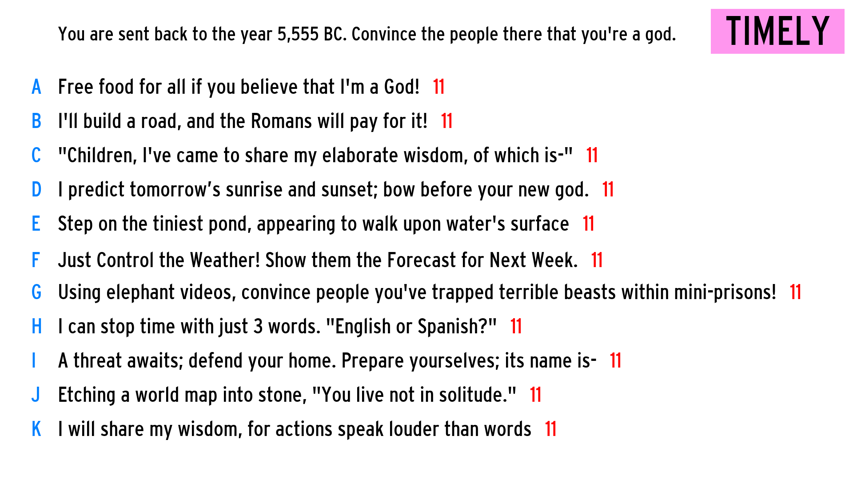 You are sent back to the year 5,555 BC. Convince the people there that you're a god.
TIMELY
A Free food for all if you believe that I'm a God! 11
B I'll build a road, and the Romans will pay for it! 11
C "Children, I've came to share my elaborate wisdom, of which is-" 11
D I predict tomorrow’s sunrise and sunset; bow before your new god. 11
E Step on the tiniest pond, appearing to walk upon water's surface 11
F Just Control the Weather! Show them the Forecast for Next Week. 11
G Using elephant videos, convince people you've trapped terrible beasts within mini-prisons! 11
H I can stop time with just 3 words. "English or Spanish?" 11
I A threat awaits; defend your home. Prepare yourselves; its name is- 11
J Etching a world map into stone, "You live not in solitude." 11
K I will share my wisdom, for actions speak louder than words 11